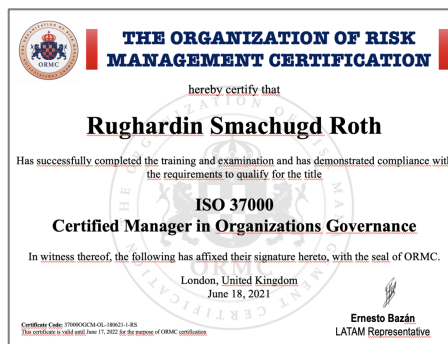 ORMC
THE ORGANIZATION OF RISK
MANAGEMENT CERTIFICATION
hereby certify that
Rughardin Smachugd Roth
Has successfully completed the training and examination and has demonstrated compliance with
the requirements to qualify for the title
ISO 37000
Certified Manager in Organizations Governance
In witness thereof, the following has affixed their signature hereto, with the seal of ORMC.
London, United Kingdom
June 18, 2021
Ernesto Bazán
LATAM Representative
Certificate Code: 37000OGCM-OL-180621-1-RS
This certificate is valid until June 17, 2022 for the purpose of ORMC certification